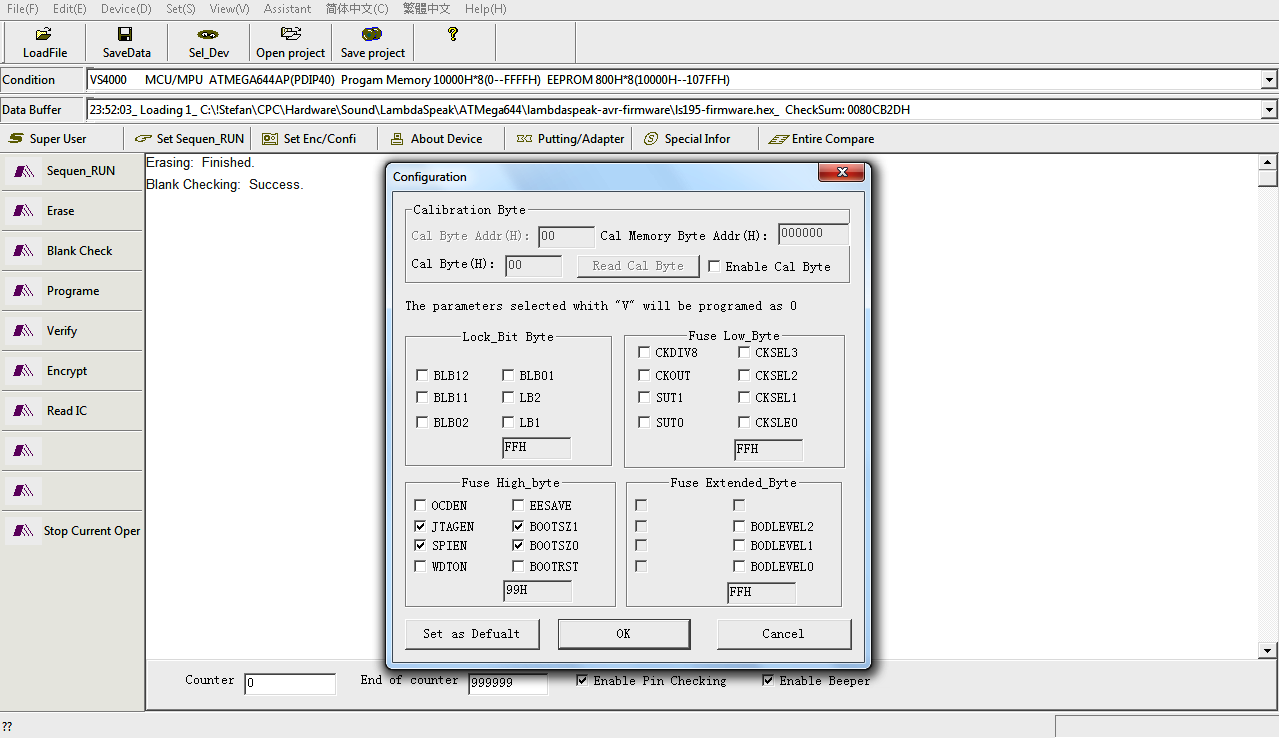 File(F) Edit(E) Device(D) Set(S) View(V) Assistant 简体中文(C) 繁體中文 Help(H)
LoadFile SaveData Sel_Dev Open project Save project ?
Condition VS4000 MCU/MPU ATMEGA644AP(PDIP40) Progam Memory 10000H*8(0--FFFFH) EEPROM 800H*8(10000H--107FFH)
Data Buffer 23:52:03_ Loading 1_ C:\!Stefan\CPC\Hardware\Sound\LambdaSpeak\ATMega644\lambdaspeak-avr-firmware\ls195-firmware.hex_ CheckSum: 0080CB2DH
Super User Set Sequen_RUN Set Enc/Confi About Device Putting/Adapter Special Infor Entire Compare
Sequen_RUN
Erase
Blank Check
Programe
Verify
Encrypt
Read IC
Stop Current Oper
Erasing: Finished.
Blank Checking: Success.
Configuration
Calibration Byte
Cal Byte Addr(H): 00 Cal Memory Byte Addr(H): 000000
Cal Byte(H): 00 Read Cal Byte Enable Cal Byte
The parameters selected whith "V" will be programed as 0
Lock_Bit Byte
BLB12 BLB01
BLB11 LB2
BLB02 LB1
FFH
Fuse Low_Byte
CKDIV8 CKSEL3
CKOUT CKSEL2
SUT1 CKSEL1
SUT0 CKSLE0
FFH
Fuse High_byte
OCDEN EESAVE
JTAGEN BOOTSZ1
SPIEN BOOTSZ0
WDTON BOOTRST
99H
Fuse Extended_Byte
BODLEVEL2
BODLEVEL1
BODLEVEL0
FFH
Set as Defualt OK Cancel
Counter 0 End of counter 999999 Enable Pin Checking Enable Beeper
??